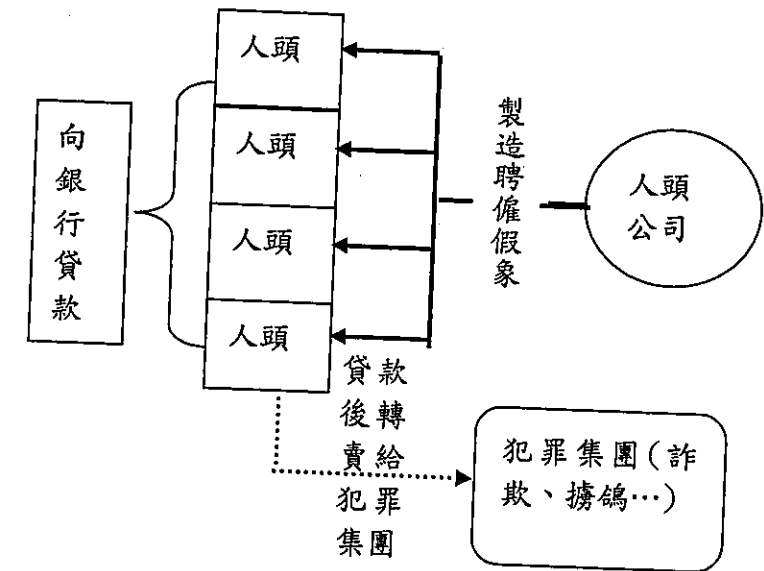 人頭
人頭
人頭
人頭
向銀行貸款
製造聘僱假象
人頭
公司
貸款
後轉
賣給
犯罪
集團
犯罪集團(詐
欺、擄鴿…)